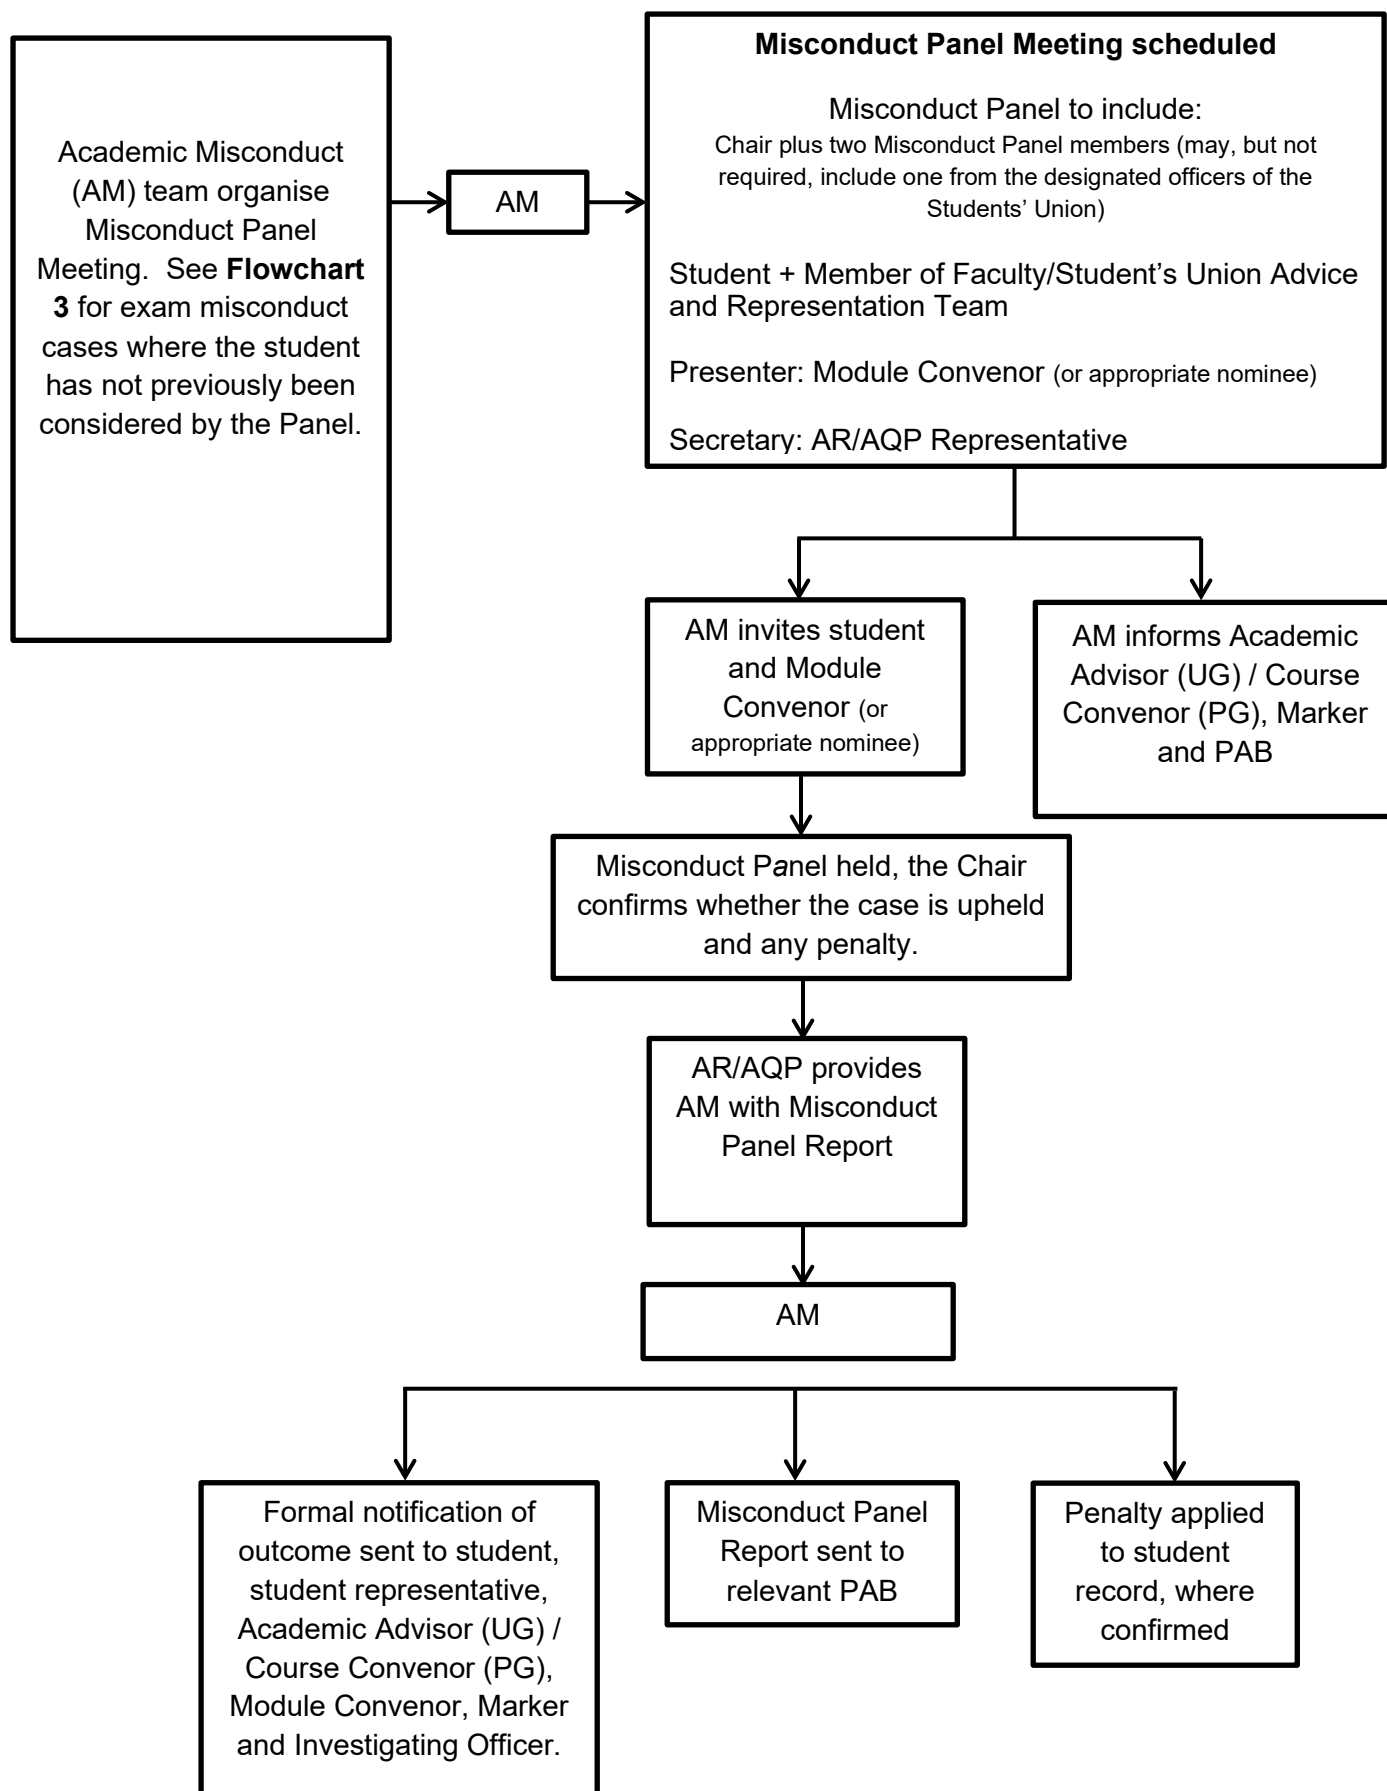 Academic Misconduct
(AM) team organise
Misconduct Panel
Meeting.  See Flowchart
3 for exam misconduct
cases where the student
has not previously been
considered by the Panel.
AM
Misconduct Panel Meeting scheduled
Misconduct Panel to include:
Chair plus two Misconduct Panel members (may, but not
required, include one from the designated officers of the
Students’ Union)
Student + Member of Faculty/Student’s Union Advice
and Representation Team
Presenter: Module Convenor (or appropriate nominee)
Secretary: AR/AQP Representative
AM invites student
and Module
Convenor (or
appropriate nominee)
AM informs Academic
Advisor (UG) / Course
Convenor (PG), Marker
and PAB
Misconduct Panel held, the Chair
confirms whether the case is upheld
and any penalty.
AR/AQP provides
AM with Misconduct
Panel Report
AM
Formal notification of
outcome sent to student,
student representative,
Academic Advisor (UG) /
Course Convenor (PG),
Module Convenor, Marker
and Investigating Officer.
Misconduct Panel
Report sent to
relevant PAB
Penalty applied
to student
record, where
confirmed